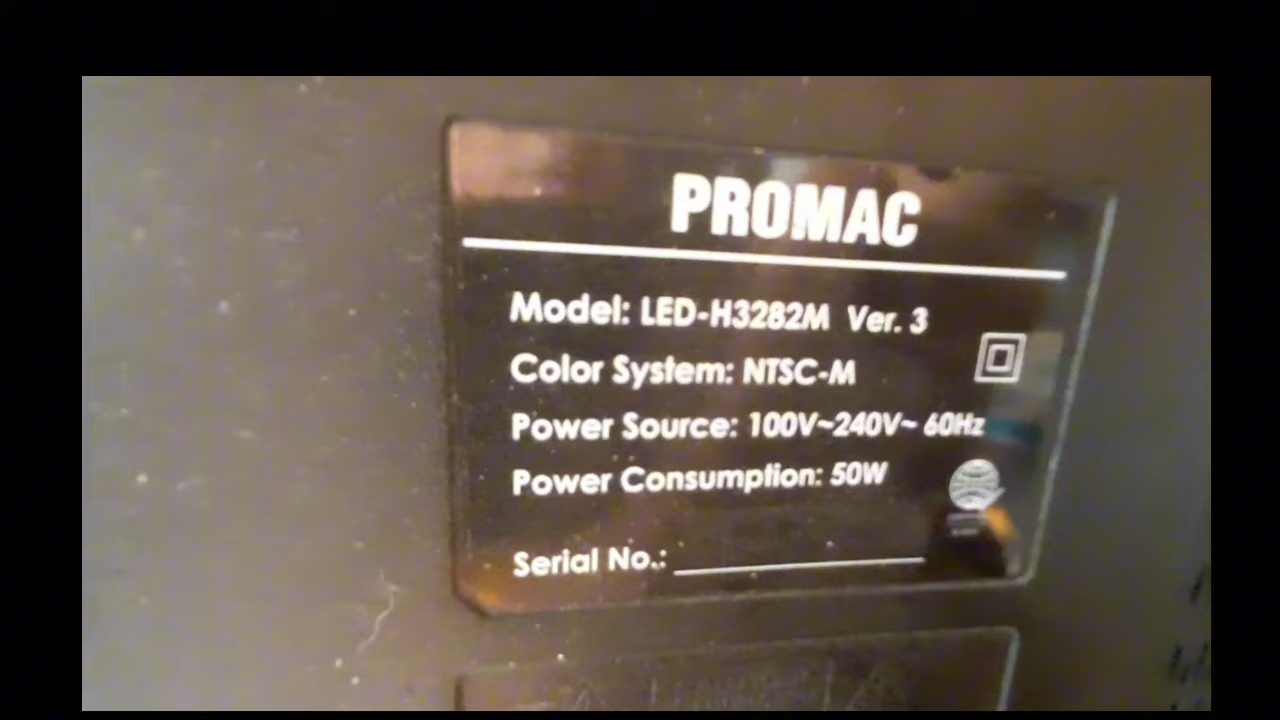 PROMAC
Model: LED-H3282M Ver. 3
Color System: NTSC-M
Power Source: 100V~240V~ 60Hz
Power Consumption: 50W
Serial No.: